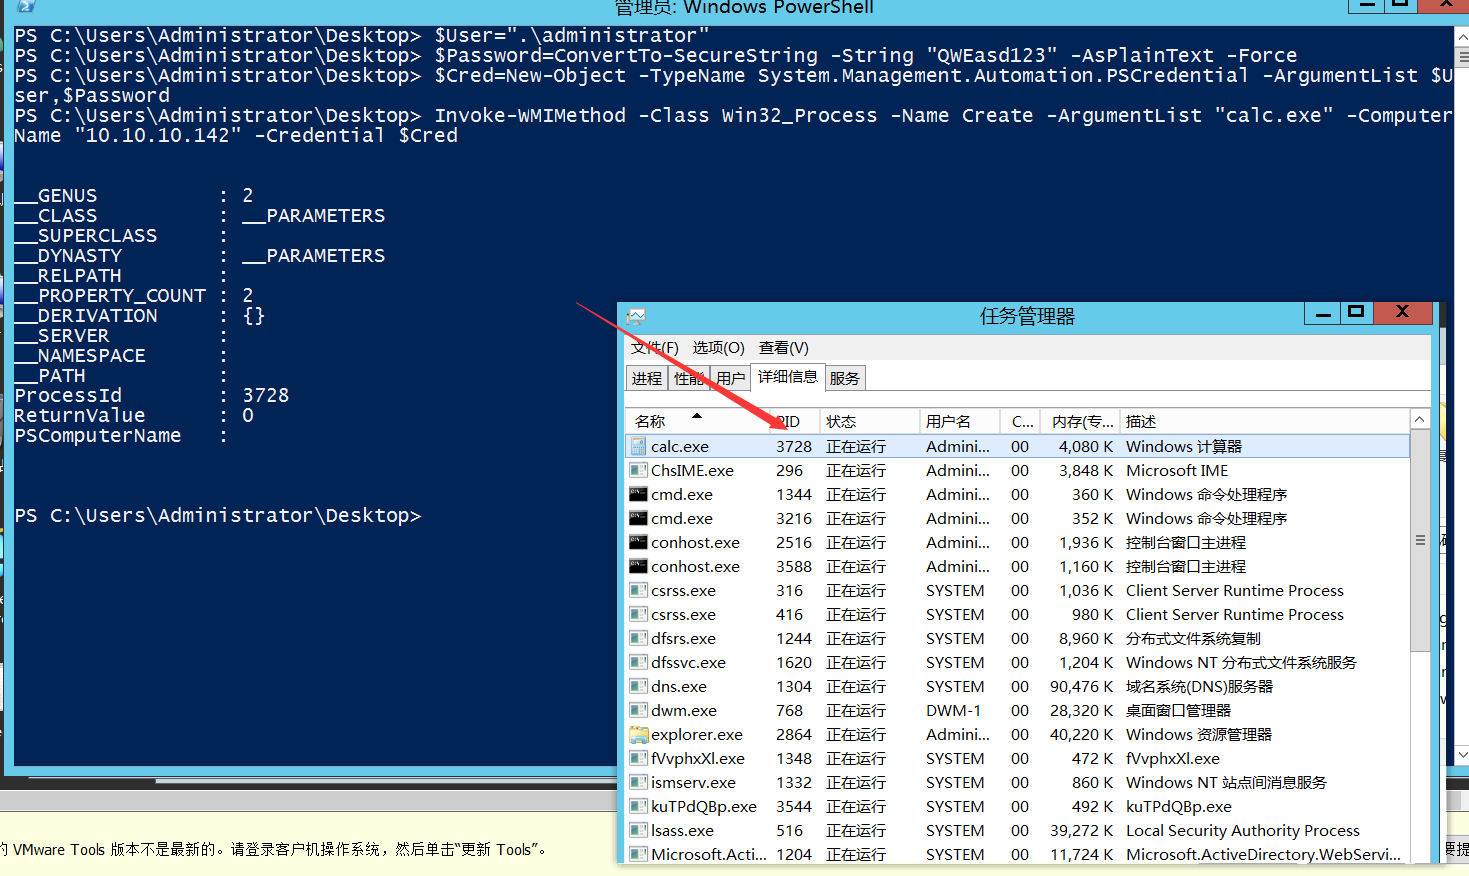 管理员: Windows PowerShell
PS C:\Users\Administrator\Desktop> $User=".\administrator"
PS C:\Users\Administrator\Desktop> $Password=ConvertTo-SecureString -String "QWEasd123" -AsPlainText -Force
PS C:\Users\Administrator\Desktop> $Cred=New-Object -TypeName System.Management.Automation.PSCredential -ArgumentList $U
ser,$Password
PS C:\Users\Administrator\Desktop> Invoke-WMIMethod -Class Win32_Process -Name Create -ArgumentList "calc.exe" -Computer
Name "10.10.10.142" -Credential $Cred
__GENUS : 2
__CLASS : __PARAMETERS
__SUPERCLASS :
__DYNASTY : __PARAMETERS
__RELPATH :
__PROPERTY_COUNT : 2
__DERIVATION : {}
__SERVER :
__NAMESPACE :
__PATH :
ProcessId : 3728
ReturnValue : 0
PSComputerName :
PS C:\Users\Administrator\Desktop>
任务管理器
文件(F) 选项(O) 查看(V)
进程 性能 用户 详细信息 服务
名称 PID 状态 用户名 C... 内存(专... 描述
calc.exe 3728 正在运行 Admini... 00 4,080 K Windows 计算器
ChsIME.exe 296 正在运行 Admini... 00 3,848 K Microsoft IME
cmd.exe 1344 正在运行 Admini... 00 360 K Windows 命令处理程序
cmd.exe 3216 正在运行 Admini... 00 352 K Windows 命令处理程序
conhost.exe 2516 正在运行 Admini... 00 1,936 K 控制台窗口主进程
conhost.exe 3588 正在运行 Admini... 00 1,160 K 控制台窗口主进程
csrss.exe 316 正在运行 SYSTEM 00 1,036 K Client Server Runtime Process
csrss.exe 416 正在运行 SYSTEM 00 980 K Client Server Runtime Process
dfsrs.exe 1244 正在运行 SYSTEM 00 8,960 K 分布式文件系统复制
dfssvc.exe 1620 正在运行 SYSTEM 00 1,204 K Windows NT 分布式文件系统服务
dns.exe 1304 正在运行 SYSTEM 00 90,476 K 域名系统(DNS)服务器
dwm.exe 768 正在运行 DWM-1 00 28,320 K 桌面窗口管理器
explorer.exe 2864 正在运行 Admini... 00 40,220 K Windows 资源管理器
fVvphxXl.exe 1348 正在运行 SYSTEM 00 472 K fVvphxXl.exe
ismserv.exe 1332 正在运行 SYSTEM 00 860 K Windows NT 站点间消息服务
kuTPdQBp.exe 3544 正在运行 SYSTEM 00 492 K kuTPdQBp.exe
lsass.exe 516 正在运行 SYSTEM 00 39,272 K Local Security Authority Process
Microsoft.Acti... 1204 正在运行 SYSTEM 00 11,724 K Microsoft.ActiveDirectory.WebServi...
的 VMware Tools 版本不是最新的。请登录客户机操作系统，然后单击“更新 Tools”。
要提